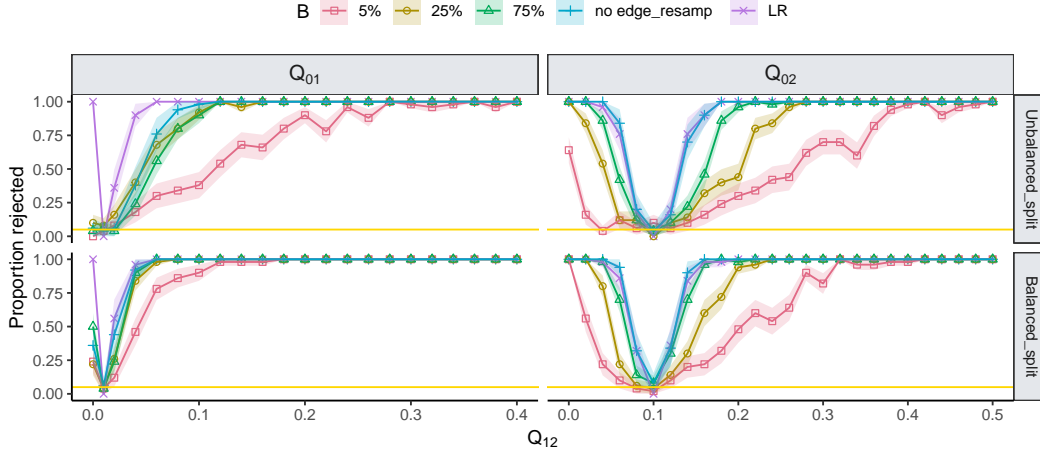 B 5% 25% 75% no edge_resamp LR
Q01 Q02
Proportion rejected
1.00
0.75
0.50
0.25
0.00
Unbalanced_split
1.00
0.75
0.50
0.25
0.00
Balanced_split
0.0 0.1 0.2 0.3 0.4 0.0 0.1 0.2 0.3 0.4 0.5
Q12